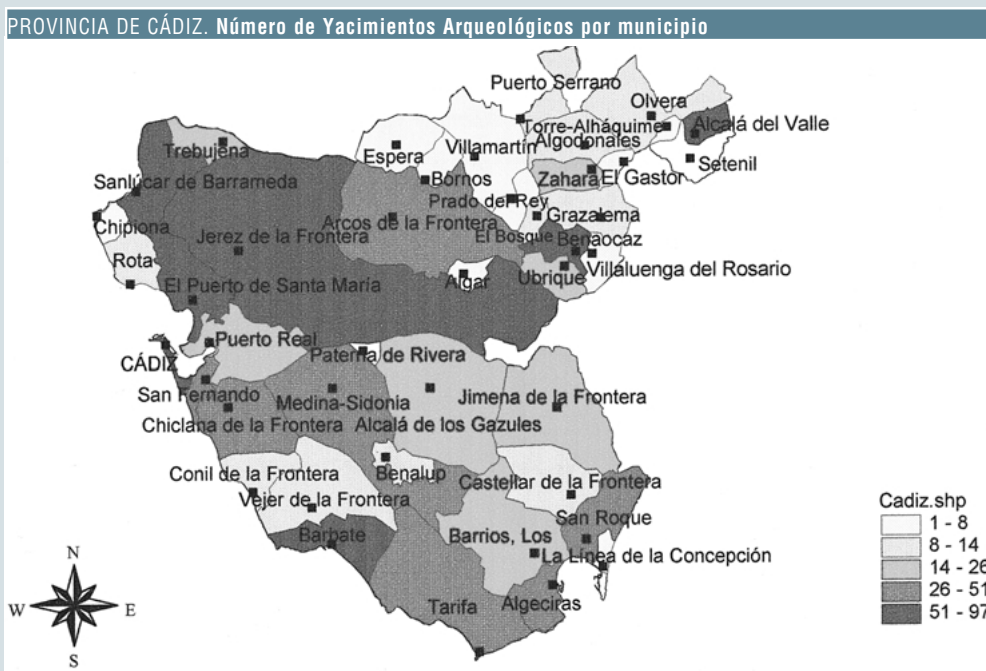 PROVINCIA DE CÁDIZ. Número de Yacimientos Arqueológicos por municipio
Puerto Serrano
Olvera
Torre-Alháquime
Alcalá del Valle
Trebujena
Espera
Villamartín
Algodonales
Setenil
Sanlúcar de Barrameda
Bórnos
Zahara
El Gastor
Prado del Rey
Chipiona
Arcos de la Frontera
Grazalema
Jerez de la Frontera
El Bosque
Benaocaz
Rota
Algar
Ubrique
Villaluenga del Rosario
El Puerto de Santa María
Puerto Real
CÁDIZ
Paterna de Rivera
San Fernando
Medina-Sidonia
Jimena de la Frontera
Chiclana de la Frontera
Alcalá de los Gazules
Conil de la Frontera
Benalup
Castellar de la Frontera
Vejer de la Frontera
San Roque
Barbate
Barrios, Los
La Línea de la Concepción
Tarifa
Algeciras
Cadiz.shp
1 - 8
8 - 14
14 - 26
26 - 51
51 - 97
N
W
E
S